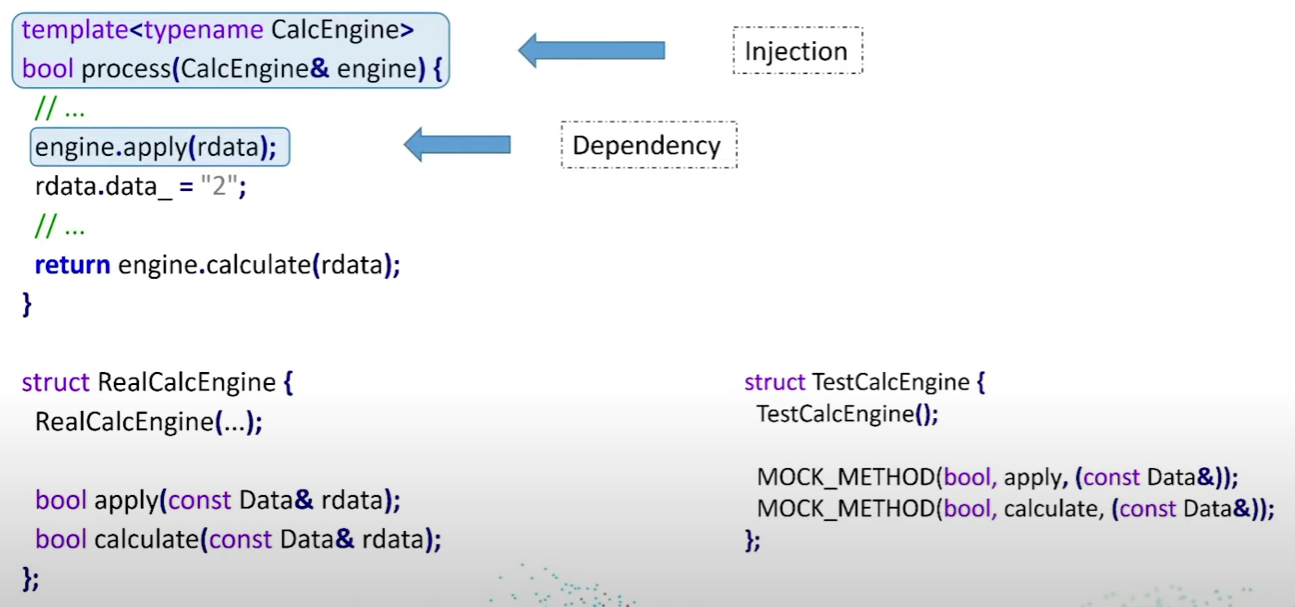 template<typename CalcEngine>
bool process(CalcEngine& engine) {
// ...
engine.apply(rdata);
rdata.data_ = "2";
// ...
return engine.calculate(rdata);
}
Injection
Dependency
struct RealCalcEngine {
RealCalcEngine(...);
bool apply(const Data& rdata);
bool calculate(const Data& rdata);
};
struct TestCalcEngine {
TestCalcEngine();
MOCK_METHOD(bool, apply, (const Data&));
MOCK_METHOD(bool, calculate, (const Data&));
};